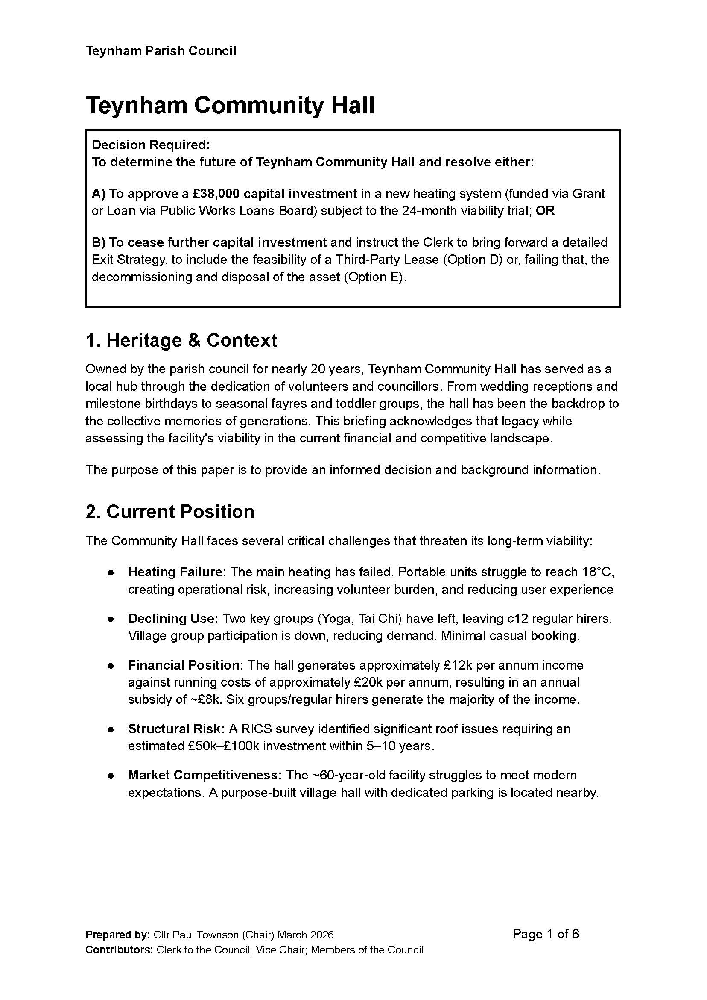 Teynham Parish Council
Teynham Community Hall
Decision Required:
To determine the future of Teynham Community Hall and resolve either:
A) To approve a £38,000 capital investment in a new heating system (funded via Grant
or Loan via Public Works Loans Board) subject to the 24-month viability trial; OR
B) To cease further capital investment and instruct the Clerk to bring forward a detailed
Exit Strategy, to include the feasibility of a Third-Party Lease (Option D) or, failing that, the
decommissioning and disposal of the asset (Option E).
1. Heritage & Context
Owned by the parish council for nearly 20 years, Teynham Community Hall has served as a
local hub through the dedication of volunteers and councillors. From wedding receptions and
milestone birthdays to seasonal fayres and toddler groups, the hall has been the backdrop to
the collective memories of generations. This briefing acknowledges that legacy while
assessing the facility's viability in the current financial and competitive landscape.
The purpose of this paper is to provide an informed decision and background information.
2. Current Position
The Community Hall faces several critical challenges that threaten its long-term viability:
● Heating Failure: The main heating has failed. Portable units struggle to reach 18°C,
creating operational risk, increasing volunteer burden, and reducing user experience
● Declining Use: Two key groups (Yoga, Tai Chi) have left, leaving c12 regular hirers.
Village group participation is down, reducing demand. Minimal casual booking.
● Financial Position: The hall generates approximately £12k per annum income
against running costs of approximately £20k per annum, resulting in an annual
subsidy of ~£8k. Six groups/regular hirers generate the majority of the income.
● Structural Risk: A RICS survey identified significant roof issues requiring an
estimated £50k–£100k investment within 5–10 years.
● Market Competitiveness: The ~60-year-old facility struggles to meet modern
expectations. A purpose-built village hall with dedicated parking is located nearby.
Prepared by: Cllr Paul Townson (Chair) March 2026 Page 1 of 6
Contributors: Clerk to the Council; Vice Chair; Members of the Council